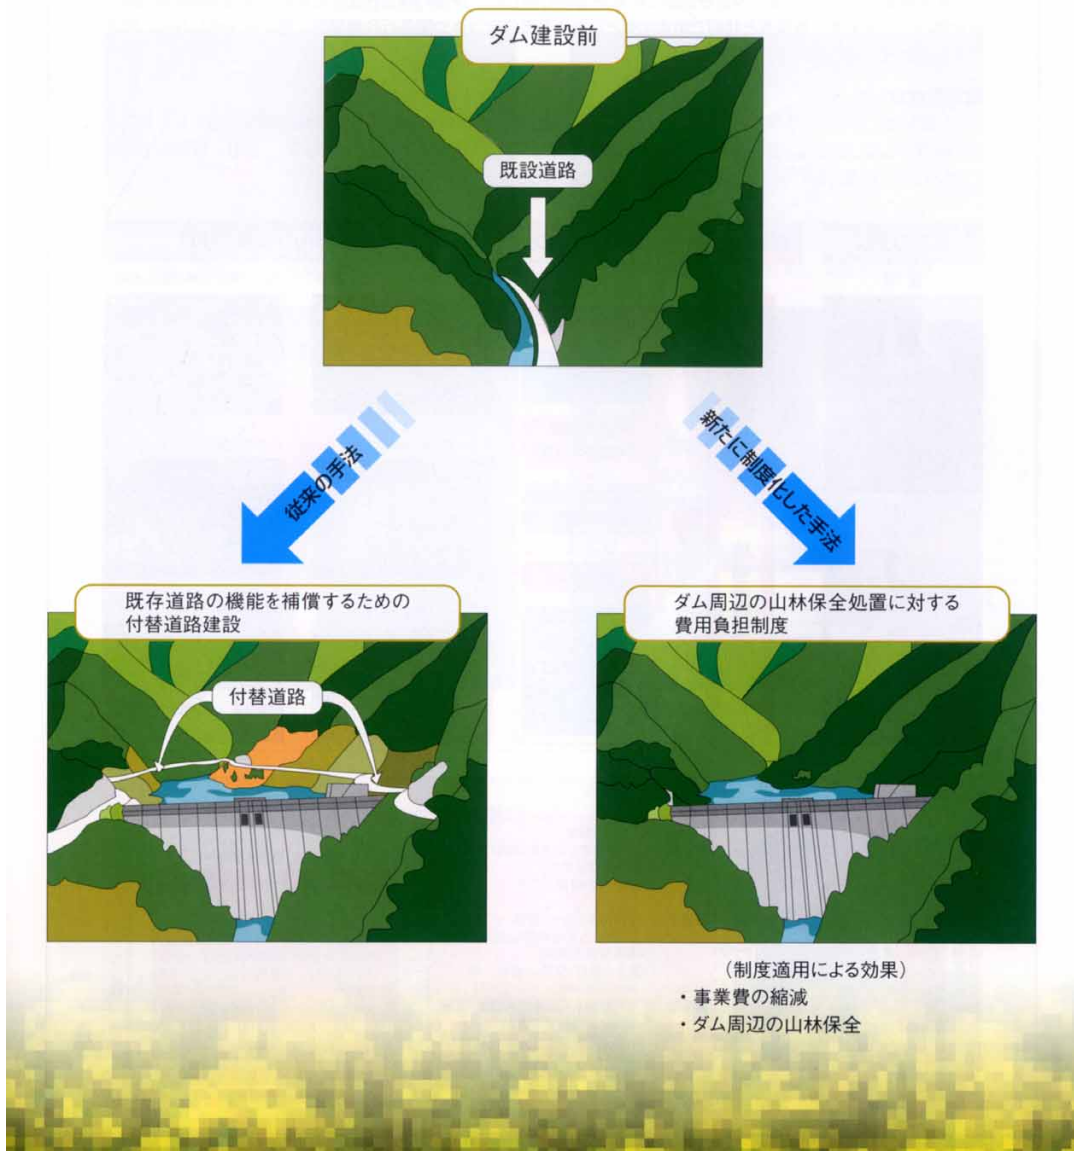 ダム建設前
既設道路
従来の手法
新たに制度化した手法
既存道路の機能を補償するための
付替道路建設
付替道路
ダム周辺の山林保全処置に対する
費用負担制度
（制度適用による効果）
・事業費の縮減
・ダム周辺の山林保全